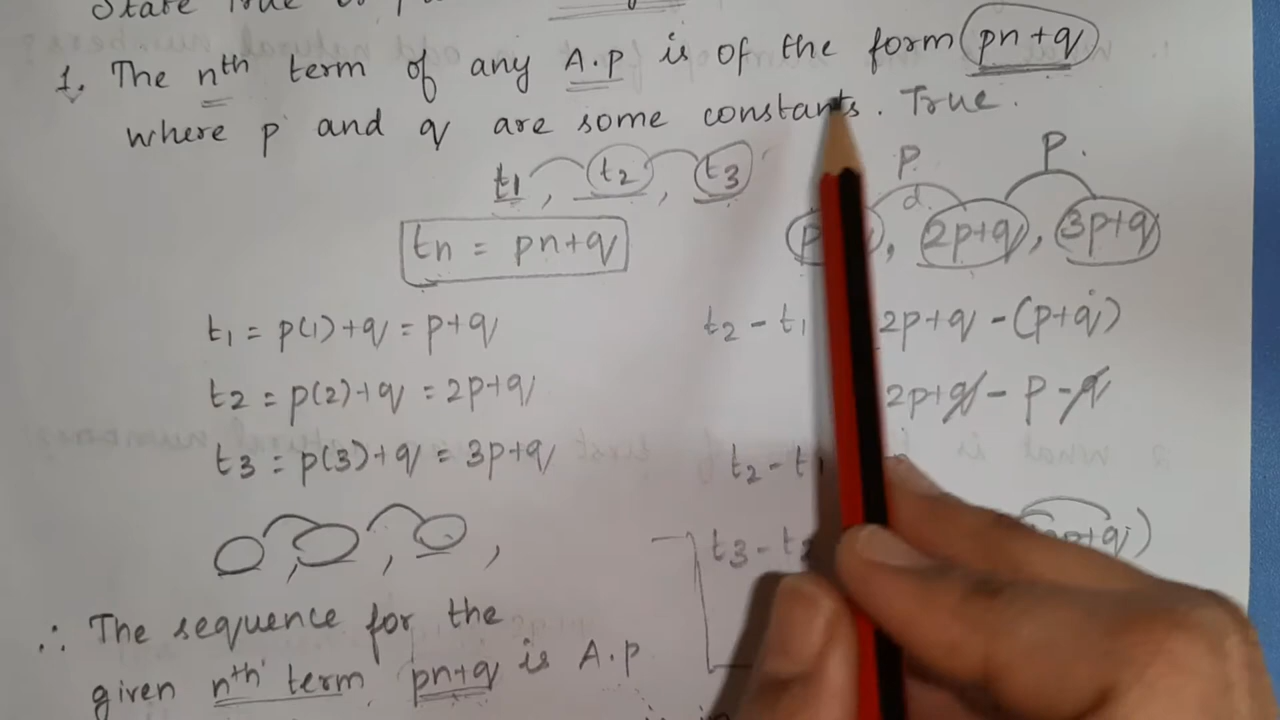 State True or
1. The nth term of any A.P is of the form pn+q
where p and q are some constants. True.
t1, t2, t3
P P.
d.
tn = pn+q
p , 2p+q, 3p+q
t1 = p(1)+q = p+q
t2 - t1 2p+q - (p+q)
t2 = p(2)+q = 2p+q
2p+q - p - q
t3 = p(3)+q = 3p+q
t2 - t1
t3 - t2 p+q)
∴ The sequence for the
given nth term pn+q is A.p